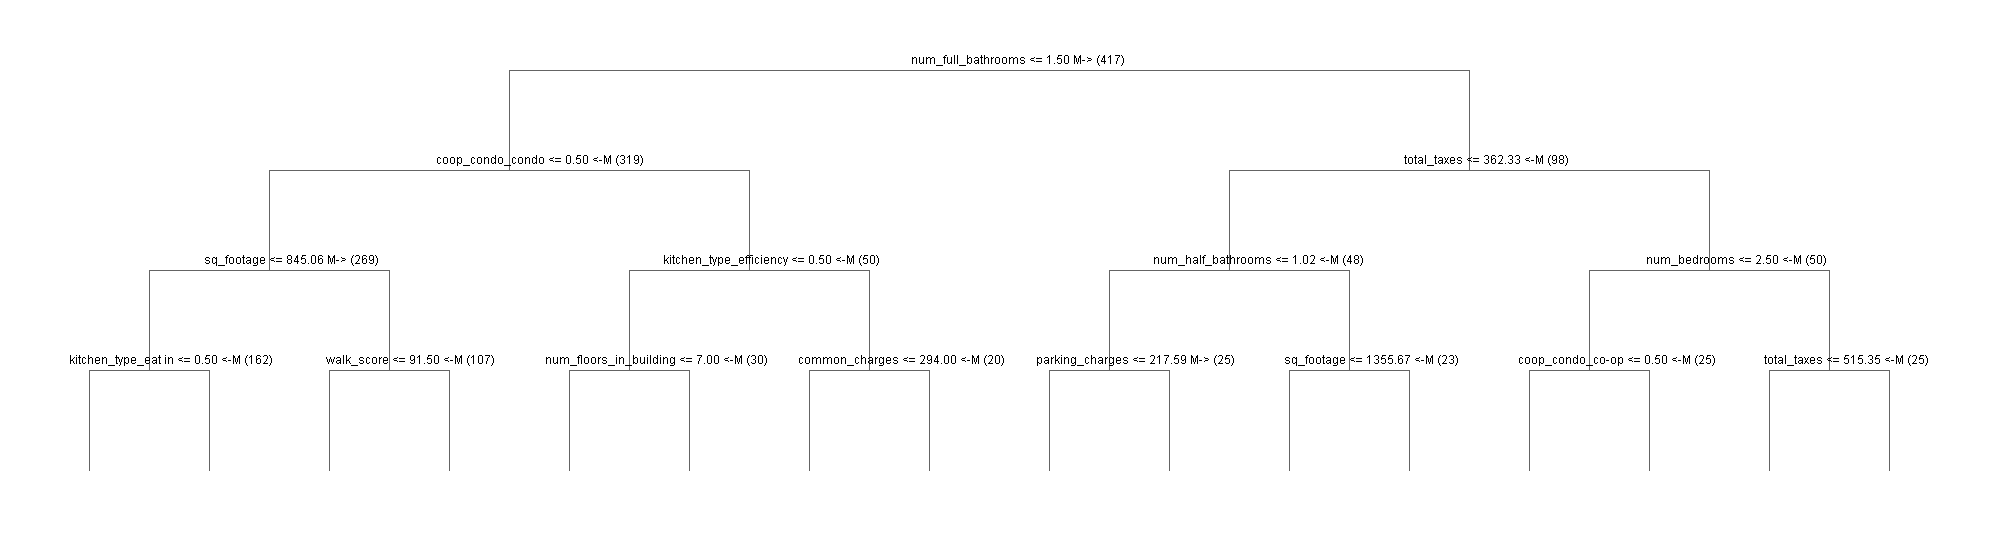 num_full_bathrooms <= 1.50 M-> (417)
coop_condo_condo <= 0.50 <-M (319)
total_taxes <= 362.33 <-M (98)
sq_footage <= 845.06 M-> (269)
kitchen_type_efficiency <= 0.50 <-M (50)
num_half_bathrooms <= 1.02 <-M (48)
num_bedrooms <= 2.50 <-M (50)
kitchen_type_eat in <= 0.50 <-M (162)
walk_score <= 91.50 <-M (107)
num_floors_in_building <= 7.00 <-M (30)
common_charges <= 294.00 <-M (20)
parking_charges <= 217.59 M-> (25)
sq_footage <= 1355.67 <-M (23)
coop_condo_co-op <= 0.50 <-M (25)
total_taxes <= 515.35 <-M (25)